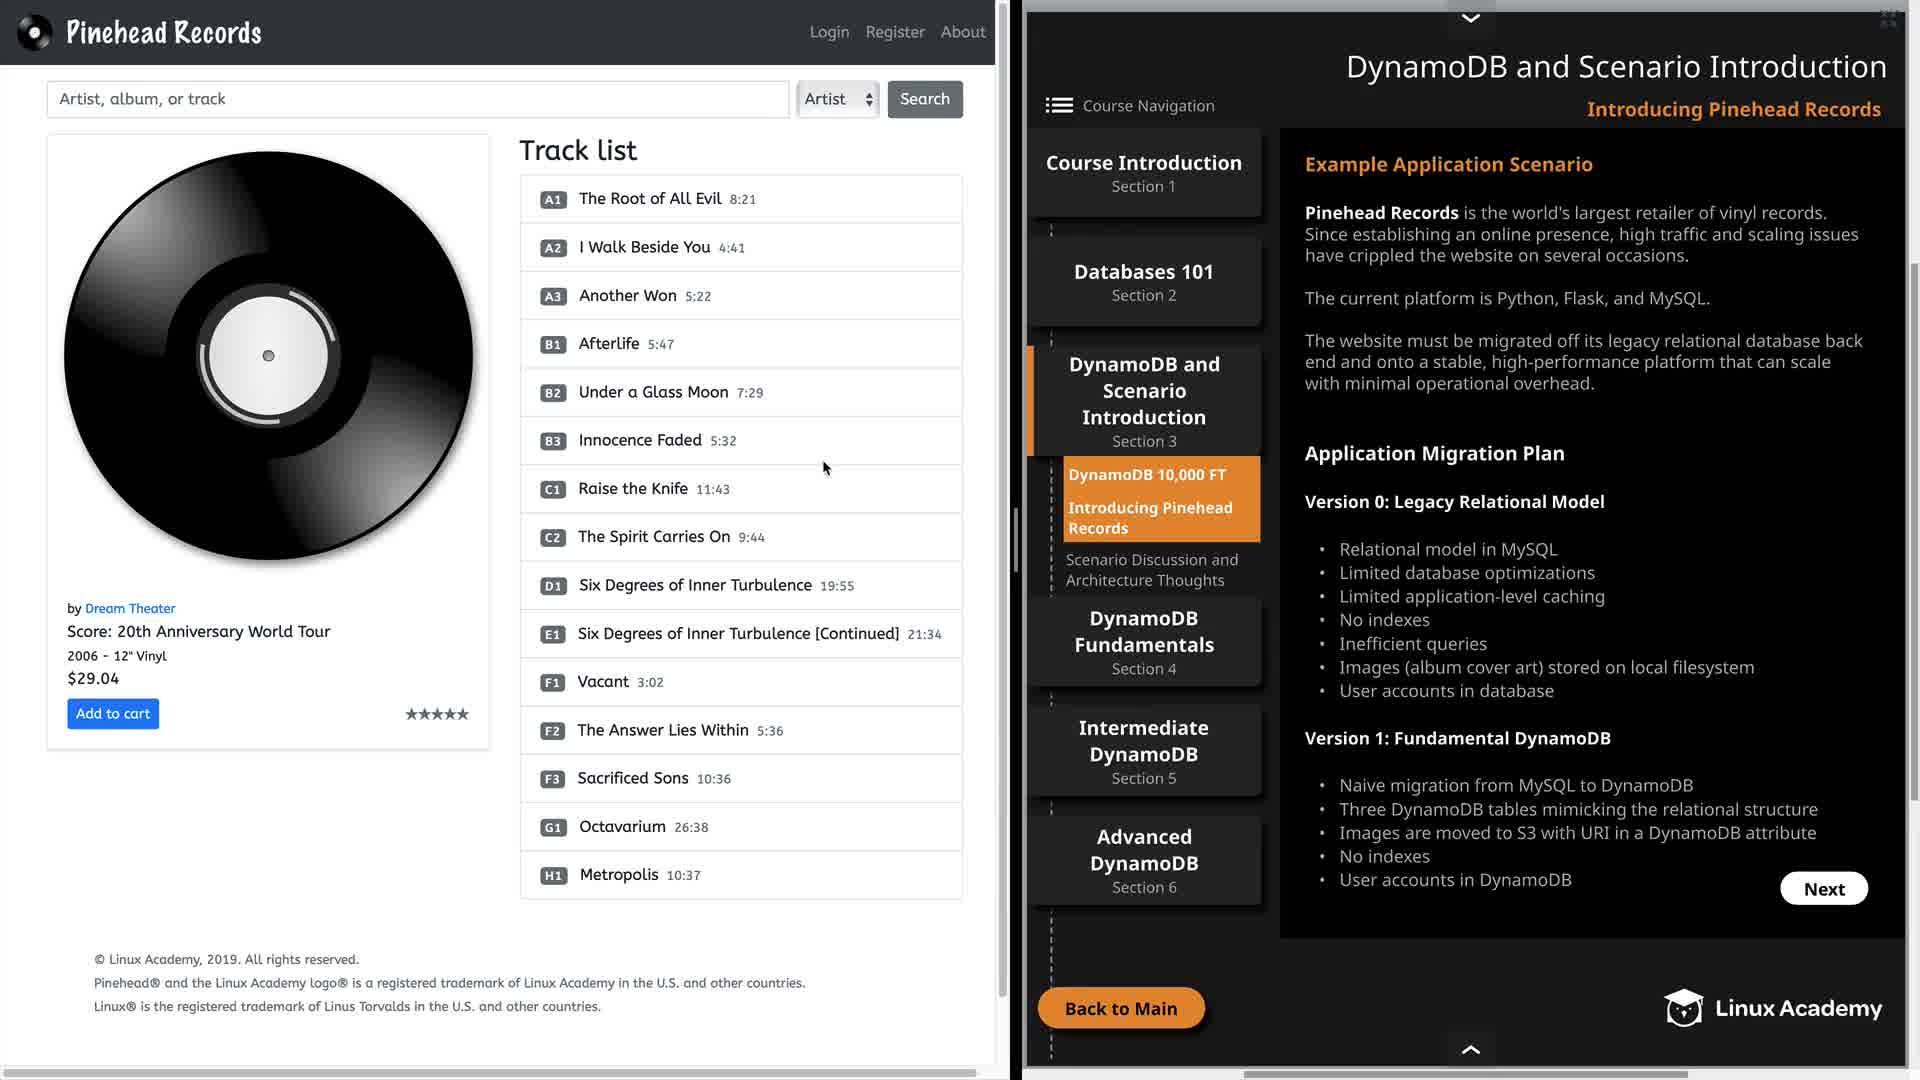 Pinehead Records
Login Register About
Artist, album, or track
Artist
Search
by Dream Theater
Score: 20th Anniversary World Tour
2006 - 12" Vinyl
$29.04
Add to cart
★★★★★
Track list
A1 The Root of All Evil 8:21
A2 I Walk Beside You 4:41
A3 Another Won 5:22
B1 Afterlife 5:47
B2 Under a Glass Moon 7:29
B3 Innocence Faded 5:32
C1 Raise the Knife 11:43
C2 The Spirit Carries On 9:44
D1 Six Degrees of Inner Turbulence 19:55
E1 Six Degrees of Inner Turbulence [Continued] 21:34
F1 Vacant 3:02
F2 The Answer Lies Within 5:36
F3 Sacrificed Sons 10:36
G1 Octavarium 26:38
H1 Metropolis 10:37
© Linux Academy, 2019. All rights reserved.
Pinehead® and the Linux Academy logo® is a registered trademark of Linux Academy in the U.S. and other countries.
Linux® is the registered trademark of Linus Torvalds in the U.S. and other countries.
DynamoDB and Scenario Introduction
Course Navigation
Introducing Pinehead Records
Course Introduction
Section 1
Databases 101
Section 2
DynamoDB and
Scenario
Introduction
Section 3
DynamoDB 10,000 FT
Introducing Pinehead
Records
Scenario Discussion and
Architecture Thoughts
DynamoDB
Fundamentals
Section 4
Intermediate
DynamoDB
Section 5
Advanced
DynamoDB
Section 6
Back to Main
Example Application Scenario
Pinehead Records is the world's largest retailer of vinyl records.
Since establishing an online presence, high traffic and scaling issues
have crippled the website on several occasions.
The current platform is Python, Flask, and MySQL.
The website must be migrated off its legacy relational database back
end and onto a stable, high-performance platform that can scale
with minimal operational overhead.
Application Migration Plan
Version 0: Legacy Relational Model
• Relational model in MySQL
• Limited database optimizations
• Limited application-level caching
• No indexes
• Inefficient queries
• Images (album cover art) stored on local filesystem
• User accounts in database
Version 1: Fundamental DynamoDB
• Naive migration from MySQL to DynamoDB
• Three DynamoDB tables mimicking the relational structure
• Images are moved to S3 with URI in a DynamoDB attribute
• No indexes
• User accounts in DynamoDB
Next
Linux Academy